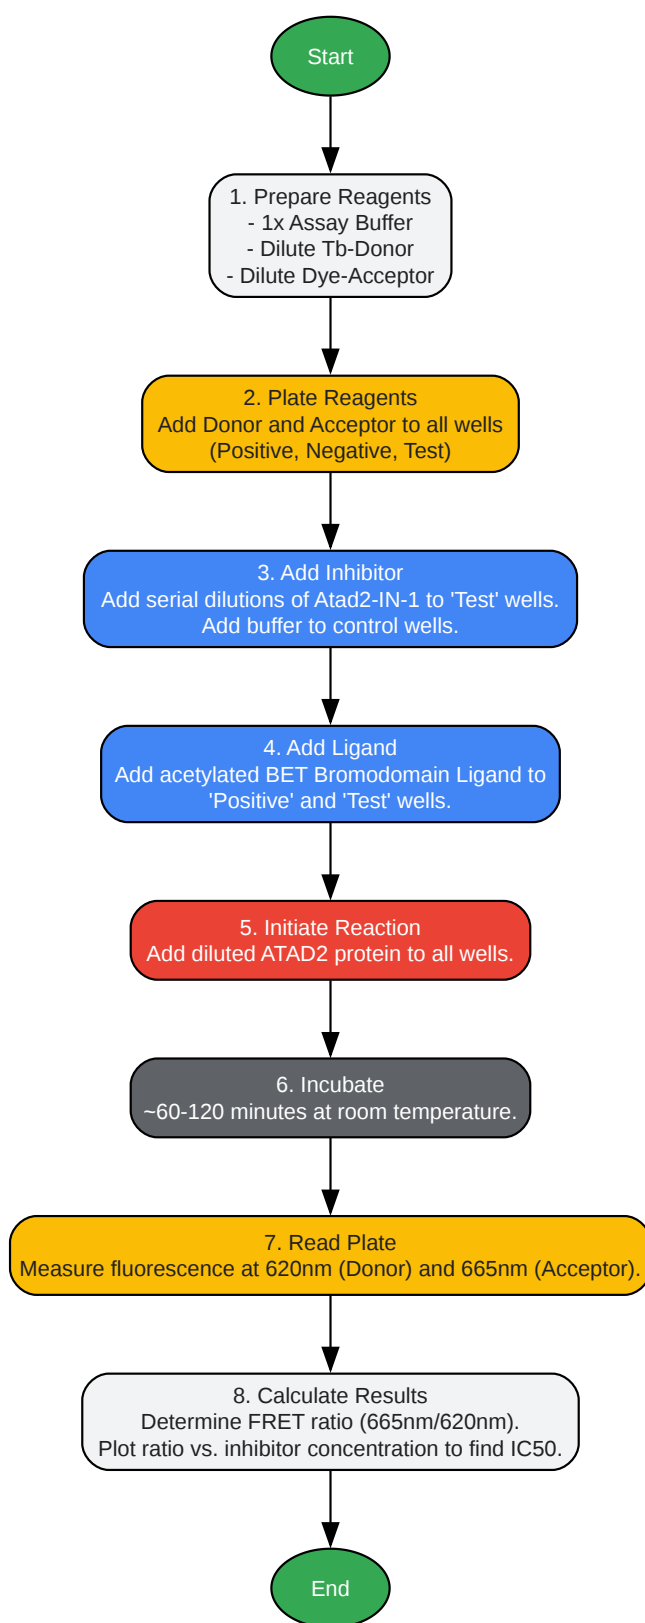 Start
1. Prepare Reagents
- 1x Assay Buffer
- Dilute Tb-Donor
- Dilute Dye-Acceptor
2. Plate Reagents
Add Donor and Acceptor to all wells
(Positive, Negative, Test)
3. Add Inhibitor
Add serial dilutions of Atad2-IN-1 to 'Test' wells.
Add buffer to control wells.
4. Add Ligand
Add acetylated BET Bromodomain Ligand to
'Positive' and 'Test' wells.
5. Initiate Reaction
Add diluted ATAD2 protein to all wells.
6. Incubate
~60-120 minutes at room temperature.
7. Read Plate
Measure fluorescence at 620nm (Donor) and 665nm (Acceptor).
8. Calculate Results
Determine FRET ratio (665nm/620nm).
Plot ratio vs. inhibitor concentration to find IC50.
End